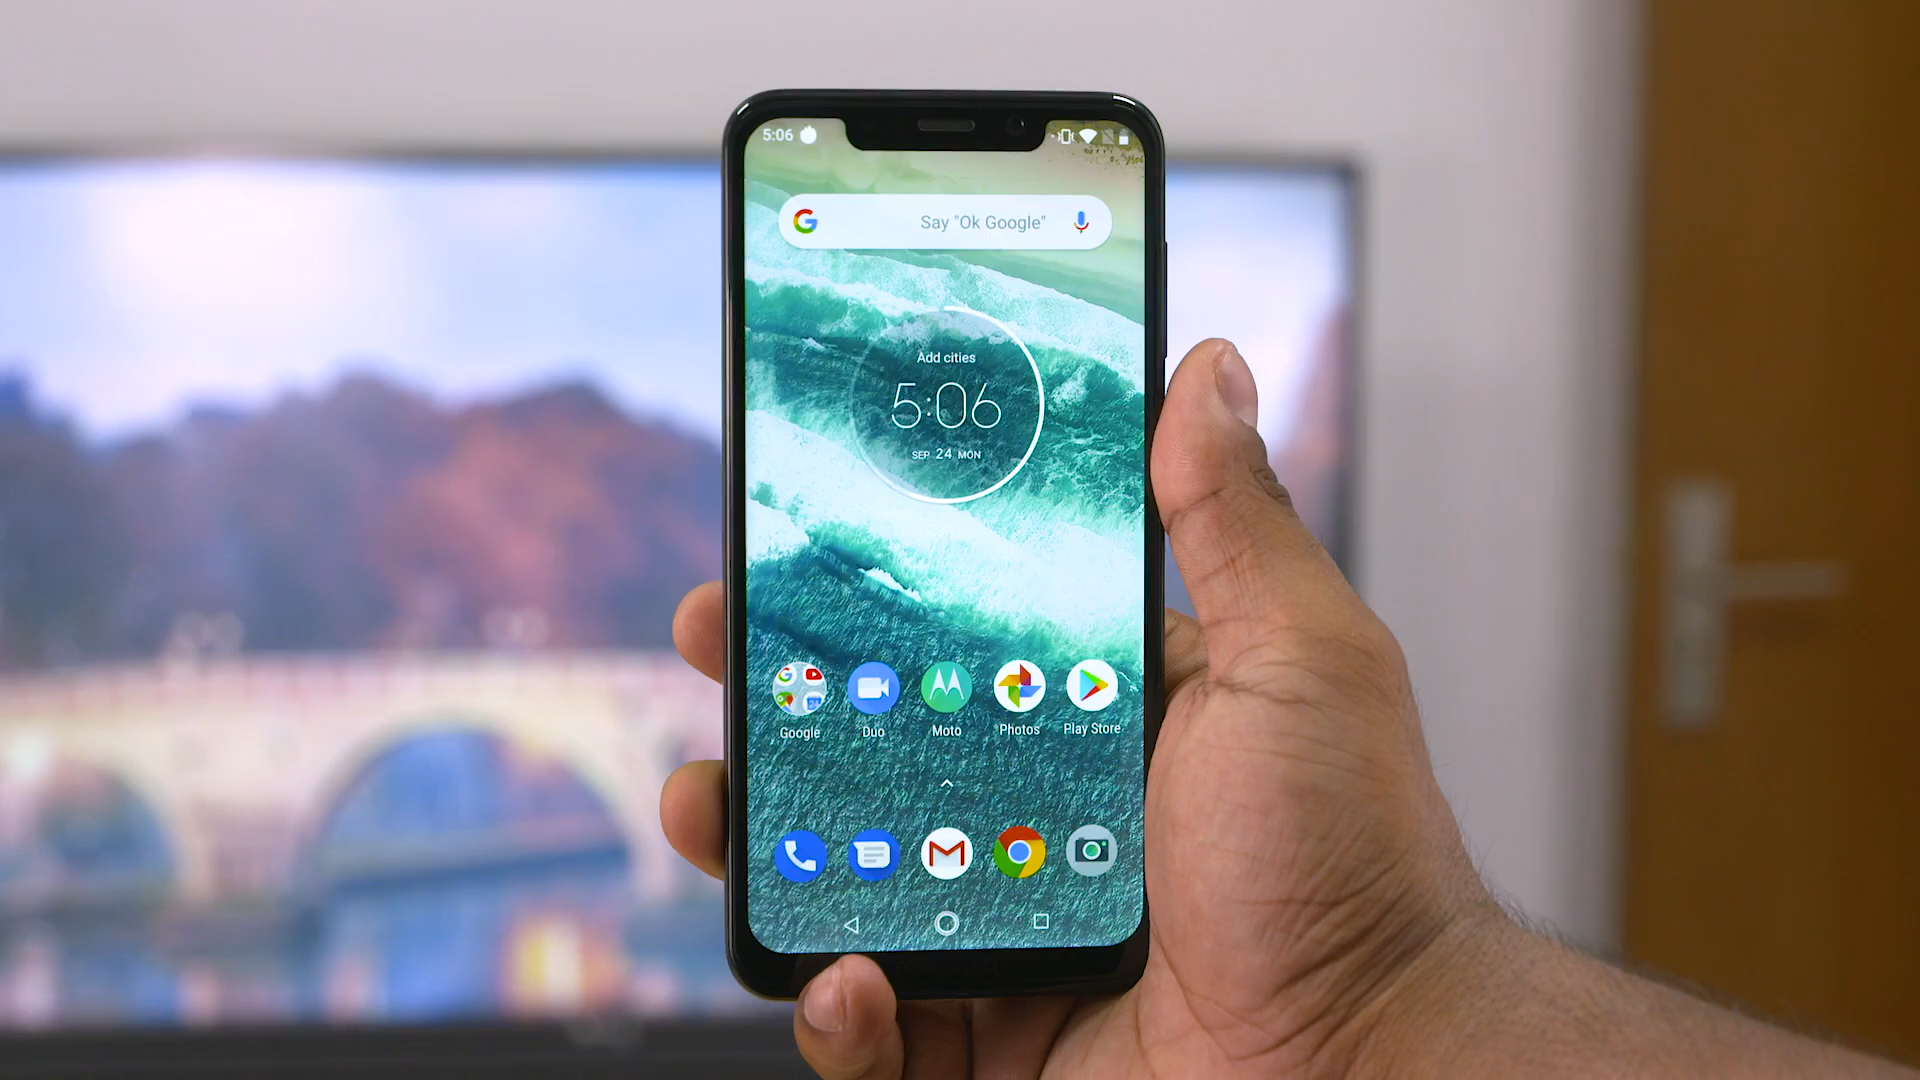 5:06
Say "Ok Google"
Add cities
5:06
SEP 24 MON
Google
Duo
Moto
Photos
Play Store